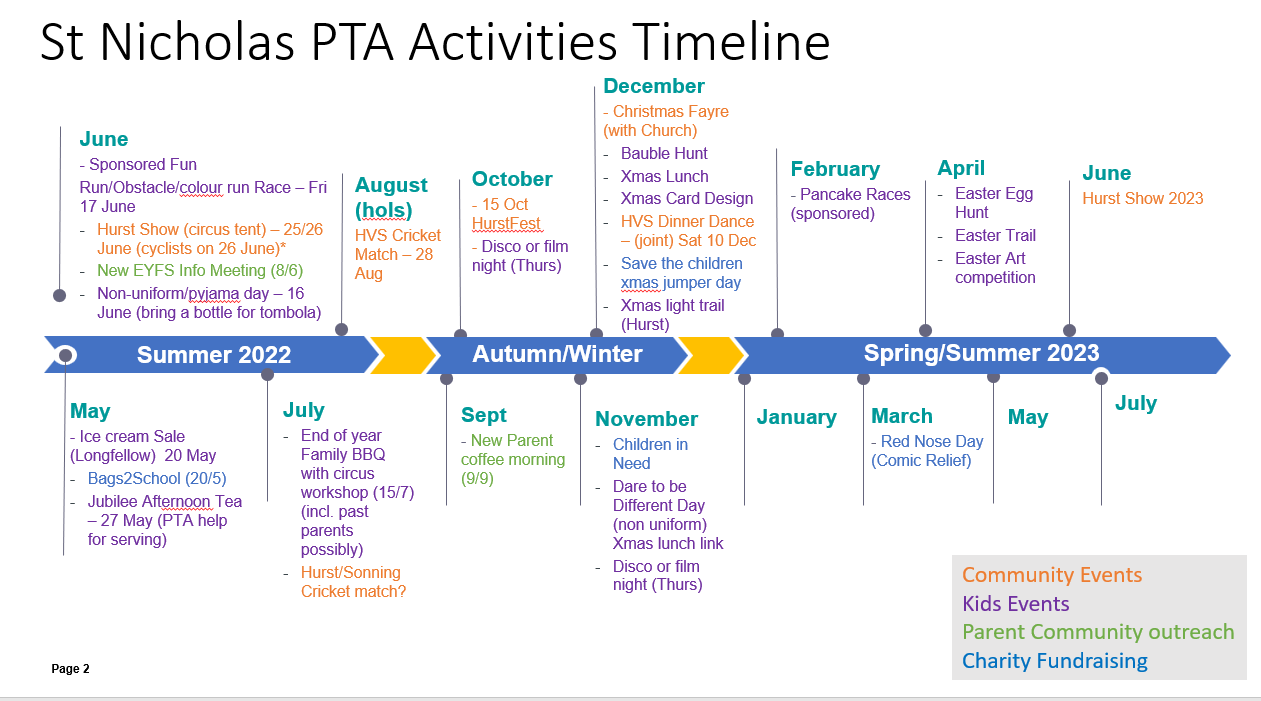 St Nicholas PTA Activities Timeline
June
- Sponsored Fun
Run/Obstacle/colour run Race – Fri
17 June
- Hurst Show (circus tent) – 25/26
June (cyclists on 26 June)*
- New EYFS Info Meeting (8/6)
- Non-uniform/pyjama day – 16
June (bring a bottle for tombola)
August
(hols)
HVS Cricket
Match – 28
Aug
October
- 15 Oct
HurstFest
- Disco or film
night (Thurs)
December
- Christmas Fayre
(with Church)
- Bauble Hunt
- Xmas Lunch
- Xmas Card Design
- HVS Dinner Dance
– (joint) Sat 10 Dec
- Save the children
xmas jumper day
- Xmas light trail
(Hurst)
February
- Pancake Races
(sponsored)
April
- Easter Egg
Hunt
- Easter Trail
- Easter Art
competition
June
Hurst Show 2023
Summer 2022
Autumn/Winter
Spring/Summer 2023
May
- Ice cream Sale
(Longfellow) 20 May
- Bags2School (20/5)
- Jubilee Afternoon Tea
– 27 May (PTA help
for serving)
July
- End of year
Family BBQ
with circus
workshop (15/7)
(incl. past
parents
possibly)
- Hurst/Sonning
Cricket match?
Sept
- New Parent
coffee morning
(9/9)
November
- Children in
Need
- Dare to be
Different Day
(non uniform)
Xmas lunch link
- Disco or film
night (Thurs)
January
March
- Red Nose Day
(Comic Relief)
May
July
Community Events
Kids Events
Parent Community outreach
Charity Fundraising
Page 2